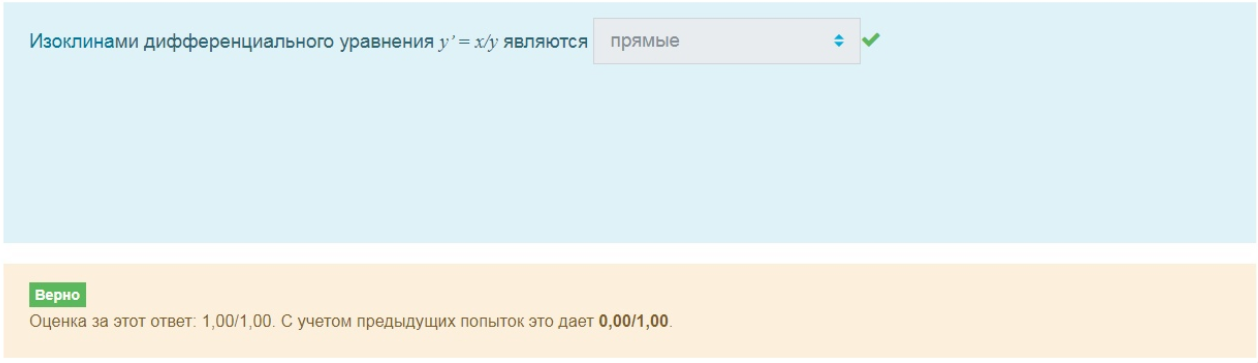 Изоклинами дифференциального уравнения y' = x/y являются прямые
Верно
Оценка за этот ответ: 1,00/1,00. С учетом предыдущих попыток это дает 0,00/1,00.